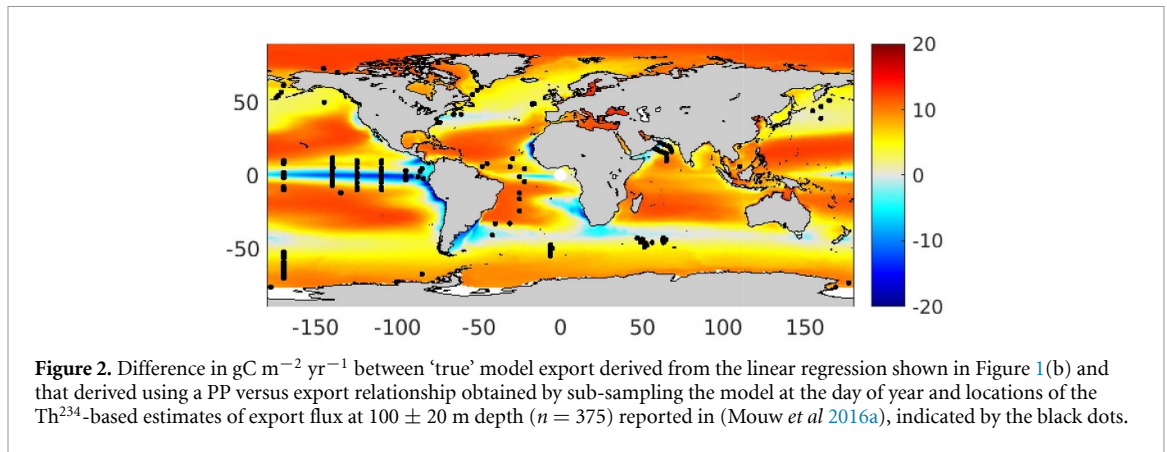 20
10
0
-10
-20
50
0
-50
-150 -100 -50 0 50 100 150
Figure 2. Difference in gC m−2 yr−1 between ‘true’ model export derived from the linear regression shown in Figure 1(b) and
that derived using a PP versus export relationship obtained by sub-sampling the model at the day of year and locations of the
Th234-based estimates of export flux at 100 ± 20 m depth (n = 375) reported in (Mouw et al 2016a), indicated by the black dots.